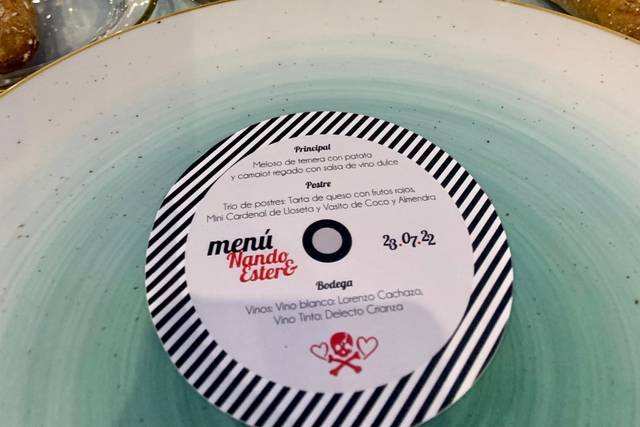 Principal
Meloso de ternera con patata
y camaiot regado con salsa de vino dulce
Postre
Trío de postres: Tarta de queso con frutos rojos,
Mini Cardenal de Lloseta y Vasito de Coco y Almendra
menú
Nando
Ester&
23.07.22
Bodega
Vinos: Vino blanco: Lorenzo Cachazo,
Vino Tinto: Delecto Crianza